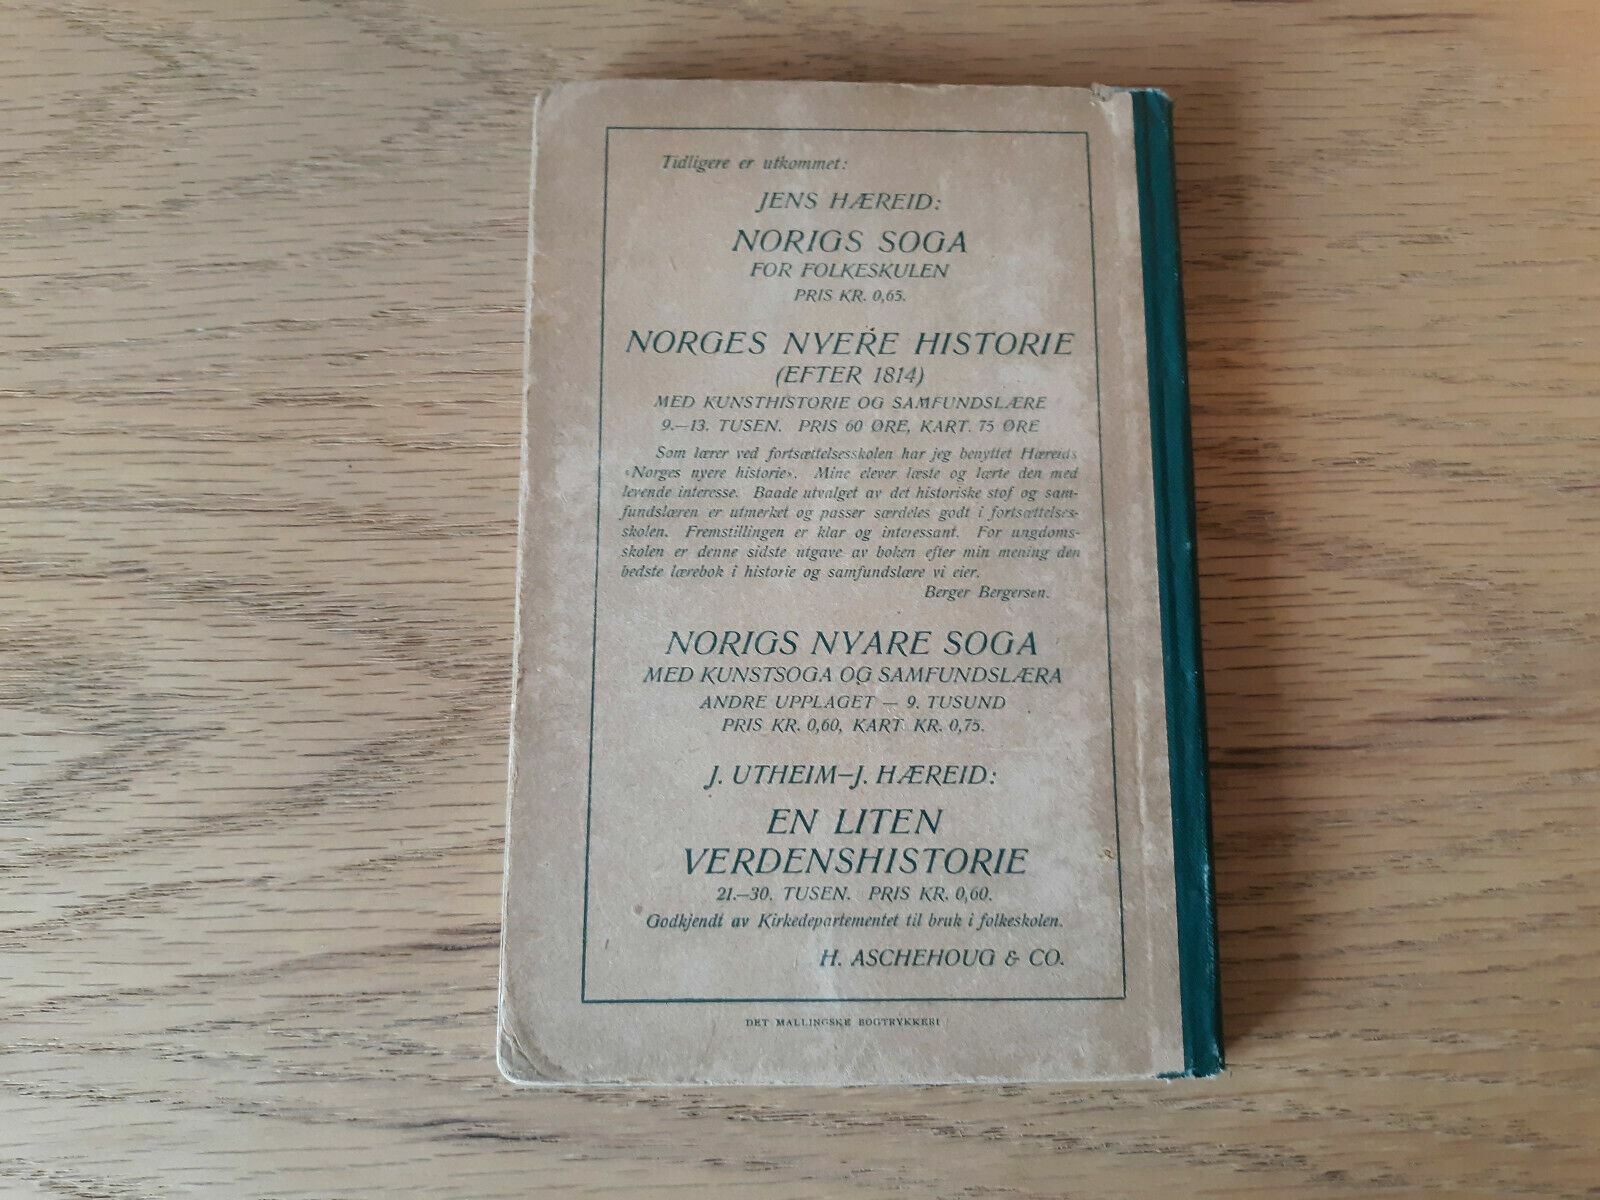 Tidligere er utkommet:
JENS HÆREID:
NORIGS SOGA
FOR FOLKESKULEN
PRIS KR. 0,65.
NORGES NYERE HISTORIE
(EFTER 1814)
MED KUNSTHISTORIE OG SAMFUNDSLÆRE
9.—13. TUSEN. PRIS 60 ØRE, KART. 75 ØRE
Som lærer ved fortsættelsesskolen har jeg benyttet Hæreids
«Norges nyere historie». Mine elever læste og lærte den med
levende interesse. Baade utvalget av det historiske stof og sam-
fundslæren er utmerket og passer særdeles godt i fortsættelses-
skolen. Fremstillingen er klar og interessant. For ungdoms-
skolen er denne sidste utgave av boken efter min mening den
bedste lærebok i historie og samfundslære vi eier.
Berger Bergersen.
NORIGS NYARE SOGA
MED KUNSTSOGA OG SAMFUNDSLÆRA
ANDRE UPPLAGET — 9. TUSUND
PRIS KR. 0,60, KART. KR. 0,75.
J. UTHEIM—J. HÆREID:
EN LITEN
VERDENSHISTORIE
21.—30. TUSEN. PRIS KR. 0,60.
Godkjendt av Kirkedepartementet til bruk i folkeskolen.
H. ASCHEHOUG & CO.
DET MALLINGSKE BOGTRYKKERI